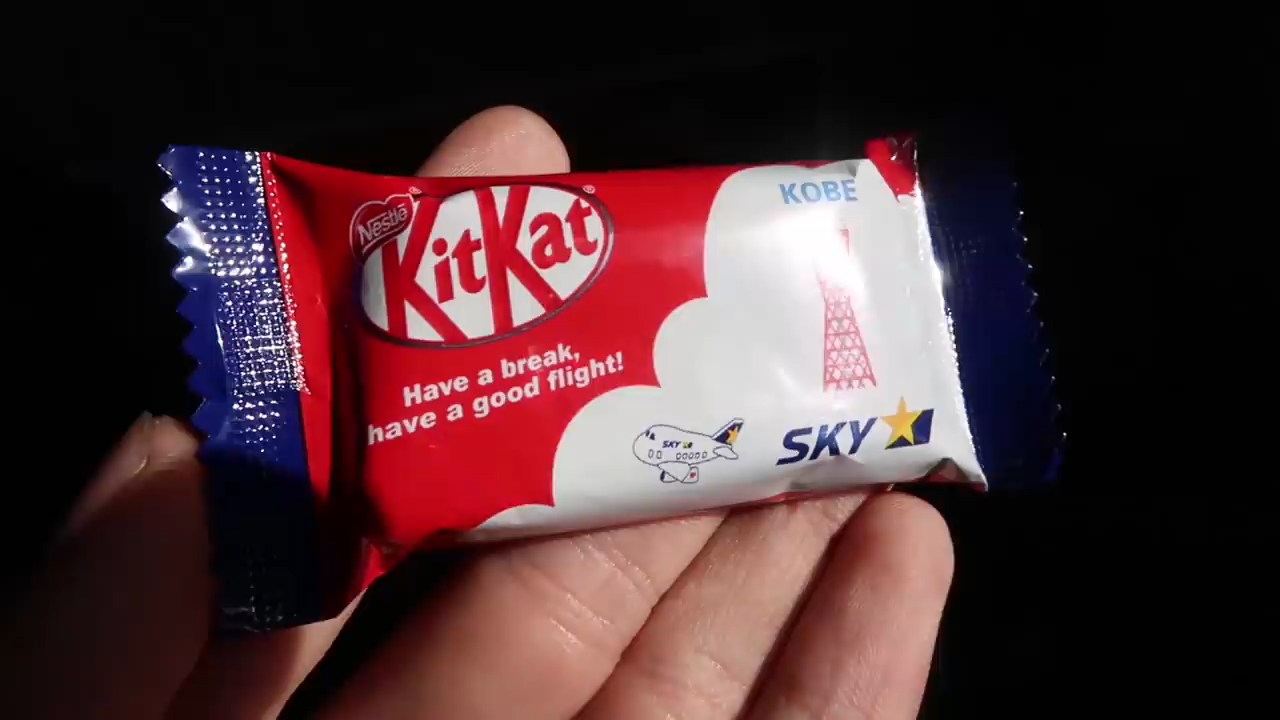 Nestlé
KitKat
Have a break,
have a good flight!
KOBE
SKY
SKY